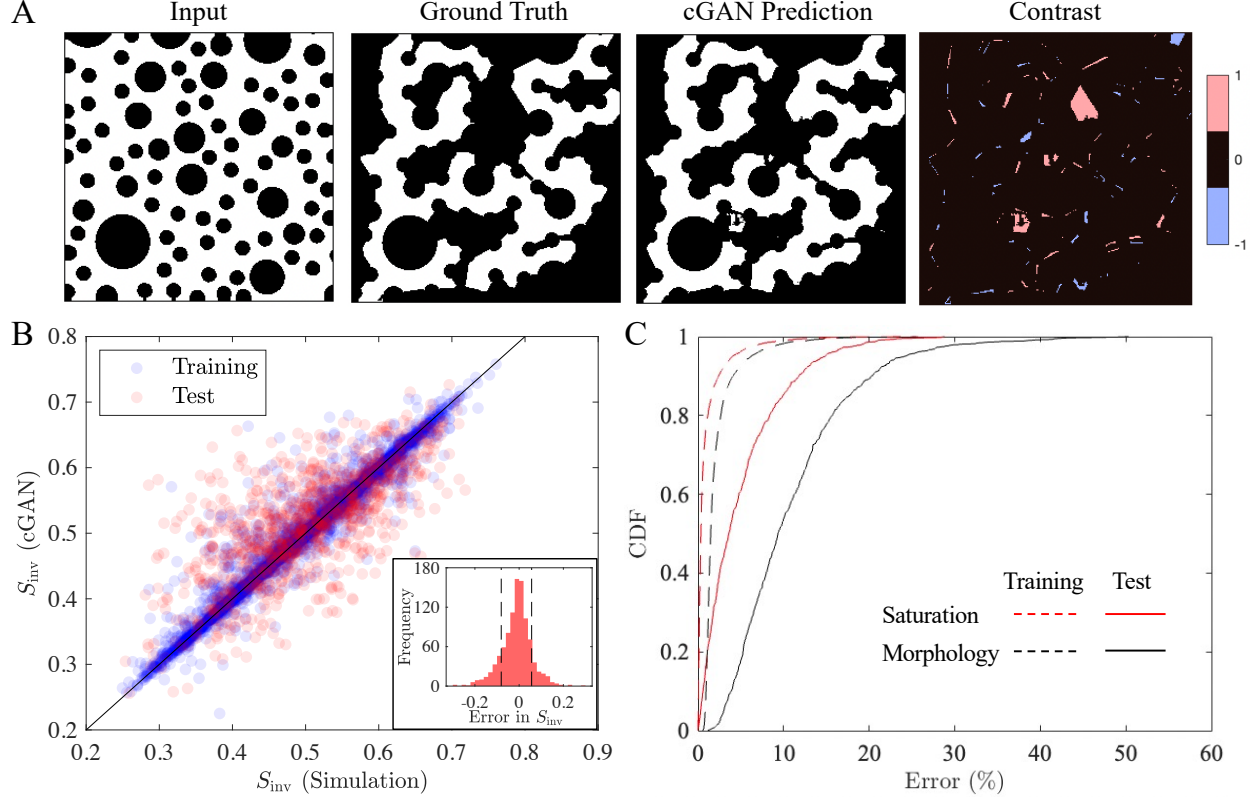 A
Input
Ground Truth
cGAN Prediction
Contrast
1
0
-1
B
0.8
0.7
0.6
0.5
0.4
0.3
0.2
S_inv (cGAN)
Training
Test
180
120
60
0
Frequency
-0.2 0 0.2
Error in S_inv
0.2 0.3 0.4 0.5 0.6 0.7 0.8 0.9
S_inv (Simulation)
C
1
0.8
0.6
0.4
0.2
0
CDF
Training Test
Saturation
Morphology
0 10 20 30 40 50 60
Error (%)